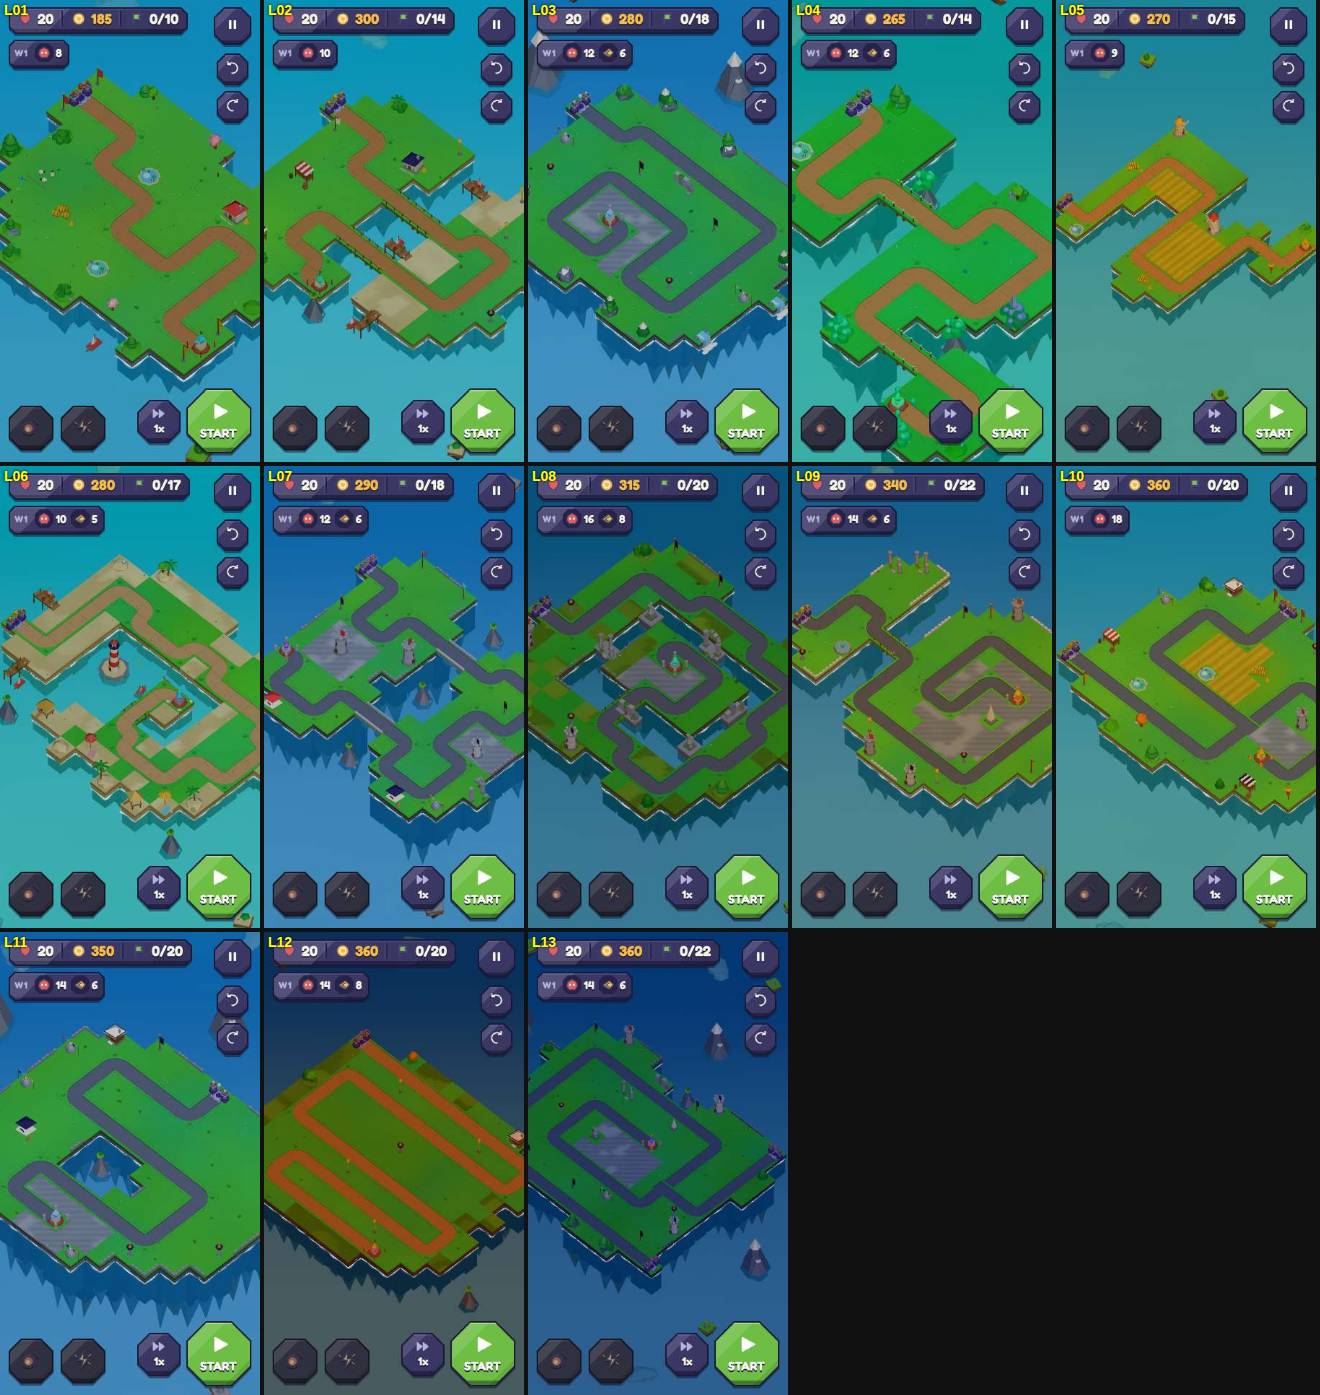 L01 20 185 0/10
W1 8
1x START
L02 20 300 0/14
W1 10
1x START
L03 20 280 0/18
W1 12 6
1x START
L04 20 265 0/14
W1 12 6
1x START
L05 20 270 0/15
W1 9
1x START
L06 20 280 0/17
W1 10 5
1x START
L07 20 290 0/18
W1 12 6
1x START
L08 20 315 0/20
W1 16 8
1x START
L09 20 340 0/22
W1 14 6
1x START
L10 20 360 0/20
W1 18
1x START
L11 20 350 0/20
W1 14 6
1x START
L12 20 360 0/20
W1 14 8
1x START
L13 20 360 0/22
W1 14 6
1x START